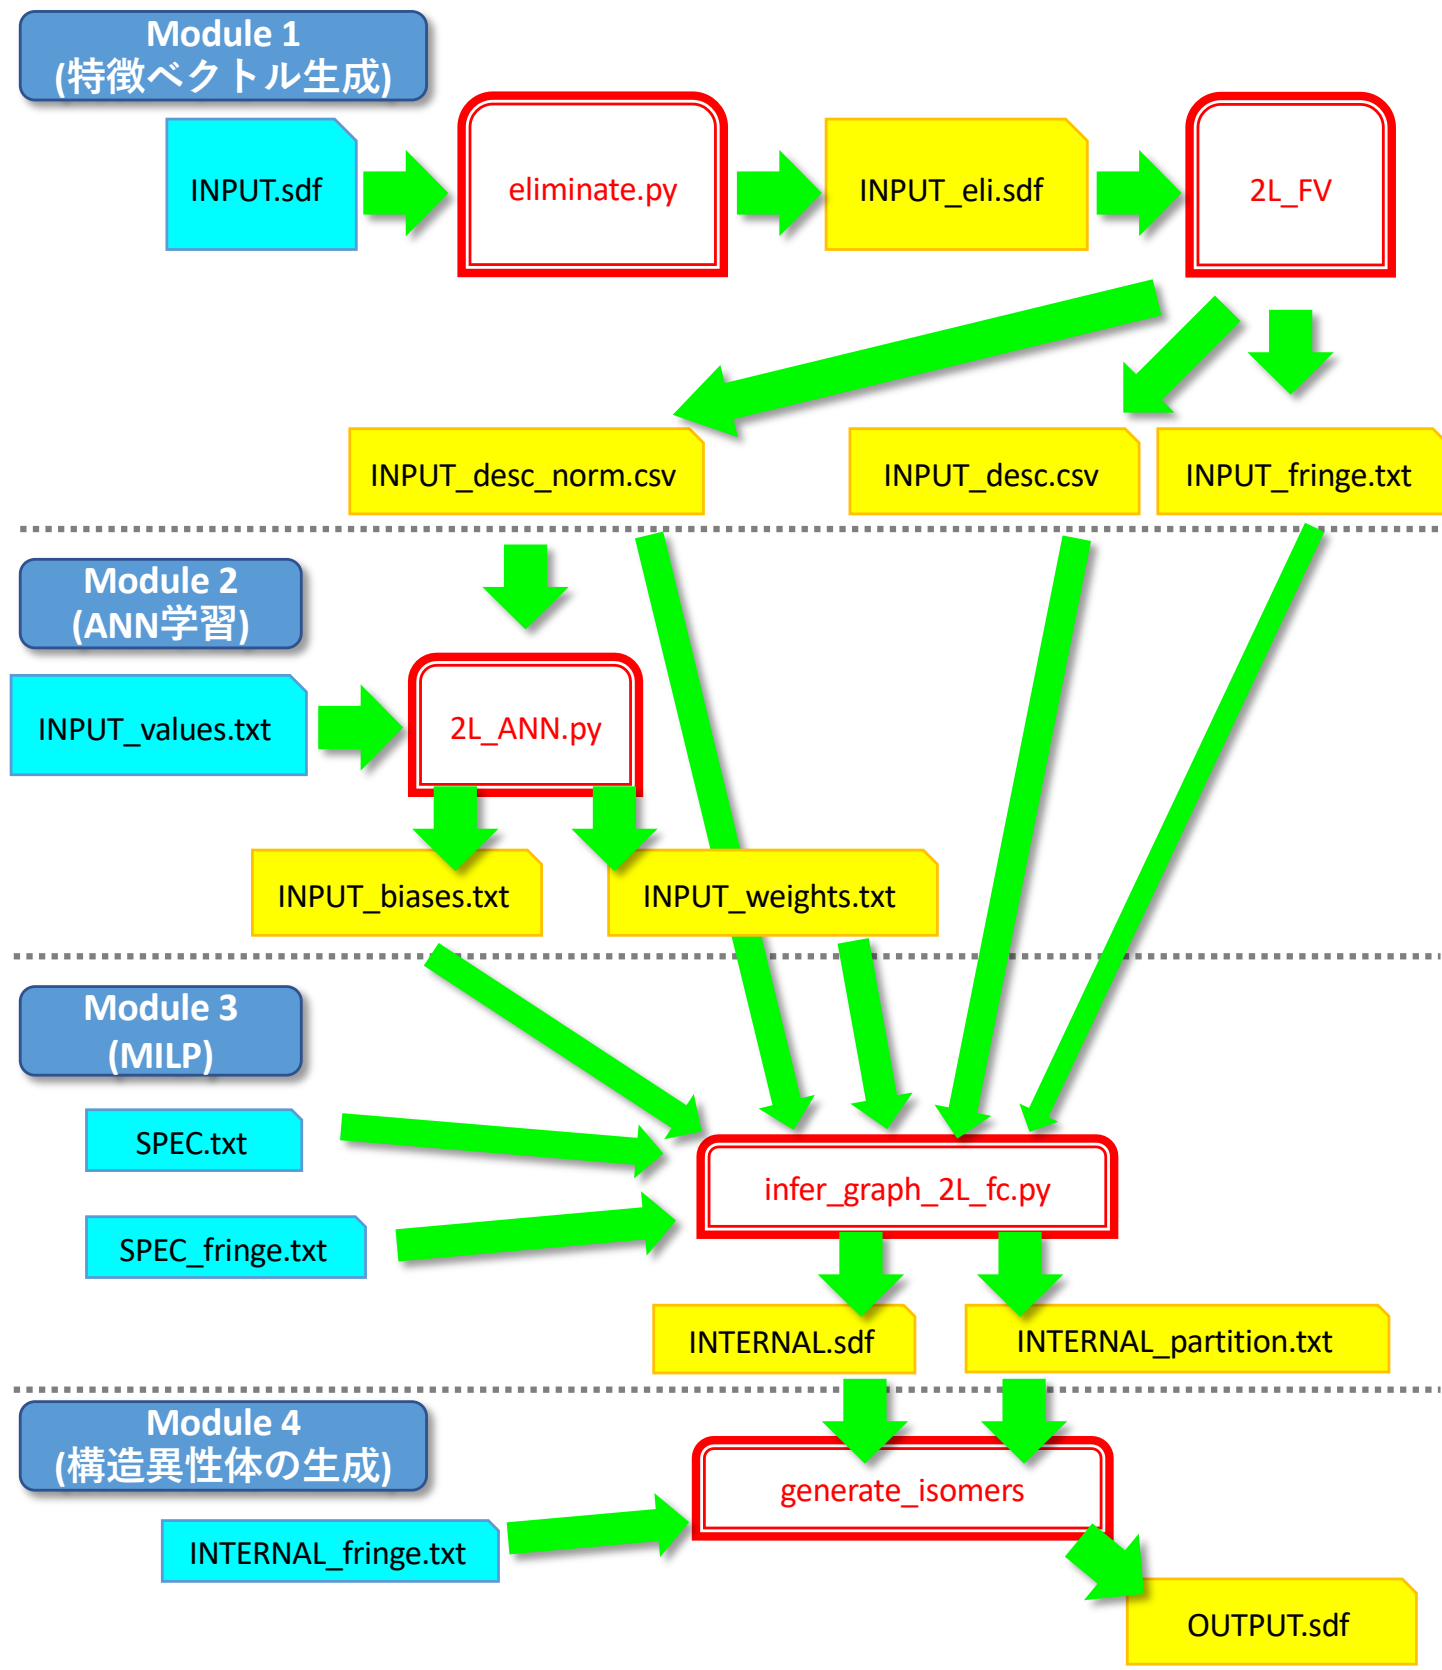 Module 1
(特徴ベクトル生成)
INPUT.sdf
eliminate.py
INPUT_eli.sdf
2L_FV
INPUT_desc_norm.csv
INPUT_desc.csv
INPUT_fringe.txt
Module 2
(ANN学習)
INPUT_values.txt
2L_ANN.py
INPUT_biases.txt
INPUT_weights.txt
Module 3
(MILP)
SPEC.txt
infer_graph_2L_fc.py
SPEC_fringe.txt
INTERNAL.sdf
INTERNAL_partition.txt
Module 4
(構造異性体の生成)
generate_isomers
INTERNAL_fringe.txt
OUTPUT.sdf